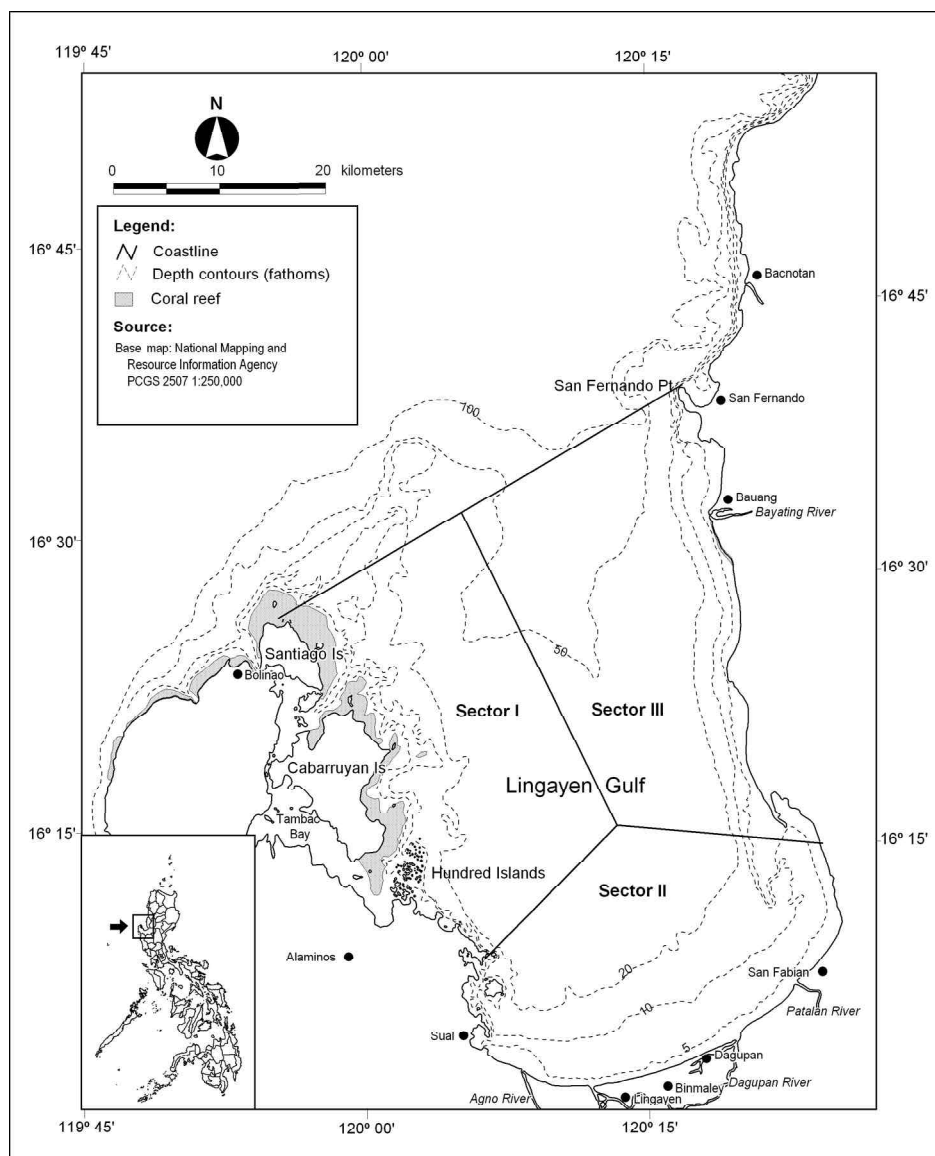 119º 45'
120º 00'
120º 15'
N
0 10 20 kilometers
Legend:
Coastline
Depth contours (fathoms)
Coral reef
Source:
Base map: National Mapping and
Resource Information Agency
PCGS 2507 1:250,000
16º 45'
16º 45'
Bacnotan
San Fernando Pt.
San Fernando
100
Bauang
Bayating River
16º 30'
16º 30'
50
Santiago Is
Bolinao
Sector I
Sector III
Cabarruyan Is
Lingayen Gulf
Tambac
Bay
16º 15'
16º 15'
Hundred Islands
Sector II
Alaminos
20
San Fabian
10
Patalan River
Sual
5
Dagupan
Dagupan River
Binmaley
Agno River
Lingayen
119º 45'
120º 00'
120º 15'